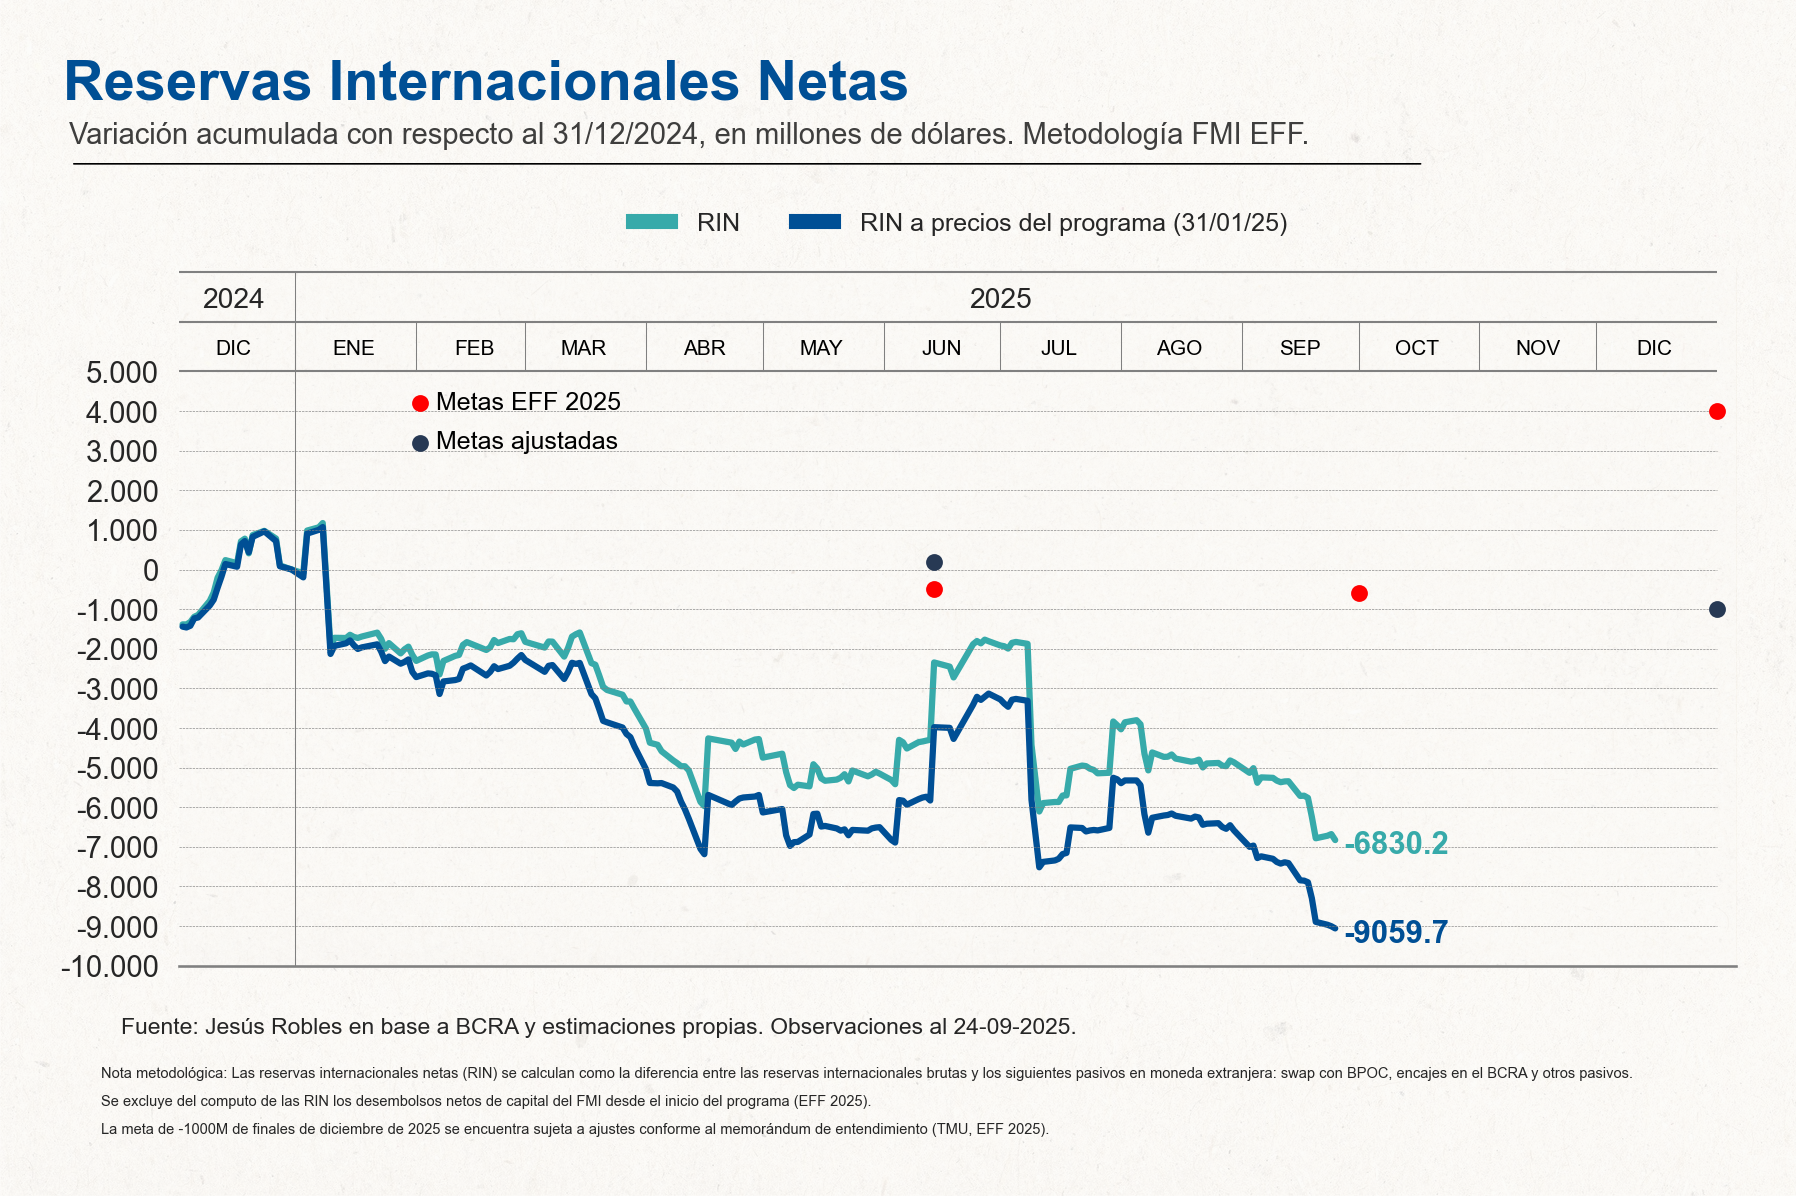 Reservas Internacionales Netas
Variación acumulada con respecto al 31/12/2024, en millones de dólares. Metodología FMI EFF.
RIN
RIN a precios del programa (31/01/25)
2024
2025
DIC
ENE
FEB
MAR
ABR
MAY
JUN
JUL
AGO
SEP
OCT
NOV
DIC
5.000
4.000
3.000
2.000
1.000
0
-1.000
-2.000
-3.000
-4.000
-5.000
-6.000
-7.000
-8.000
-9.000
-10.000
Metas EFF 2025
Metas ajustadas
-6830.2
-9059.7
Fuente: Jesús Robles en base a BCRA y estimaciones propias. Observaciones al 24-09-2025.
Nota metodológica: Las reservas internacionales netas (RIN) se calculan como la diferencia entre las reservas internacionales brutas y los siguientes pasivos en moneda extranjera: swap con BPOC, encajes en el BCRA y otros pasivos.
Se excluye del computo de las RIN los desembolsos netos de capital del FMI desde el inicio del programa (EFF 2025).
La meta de -1000M de finales de diciembre de 2025 se encuentra sujeta a ajustes conforme al memorándum de entendimiento (TMU, EFF 2025).